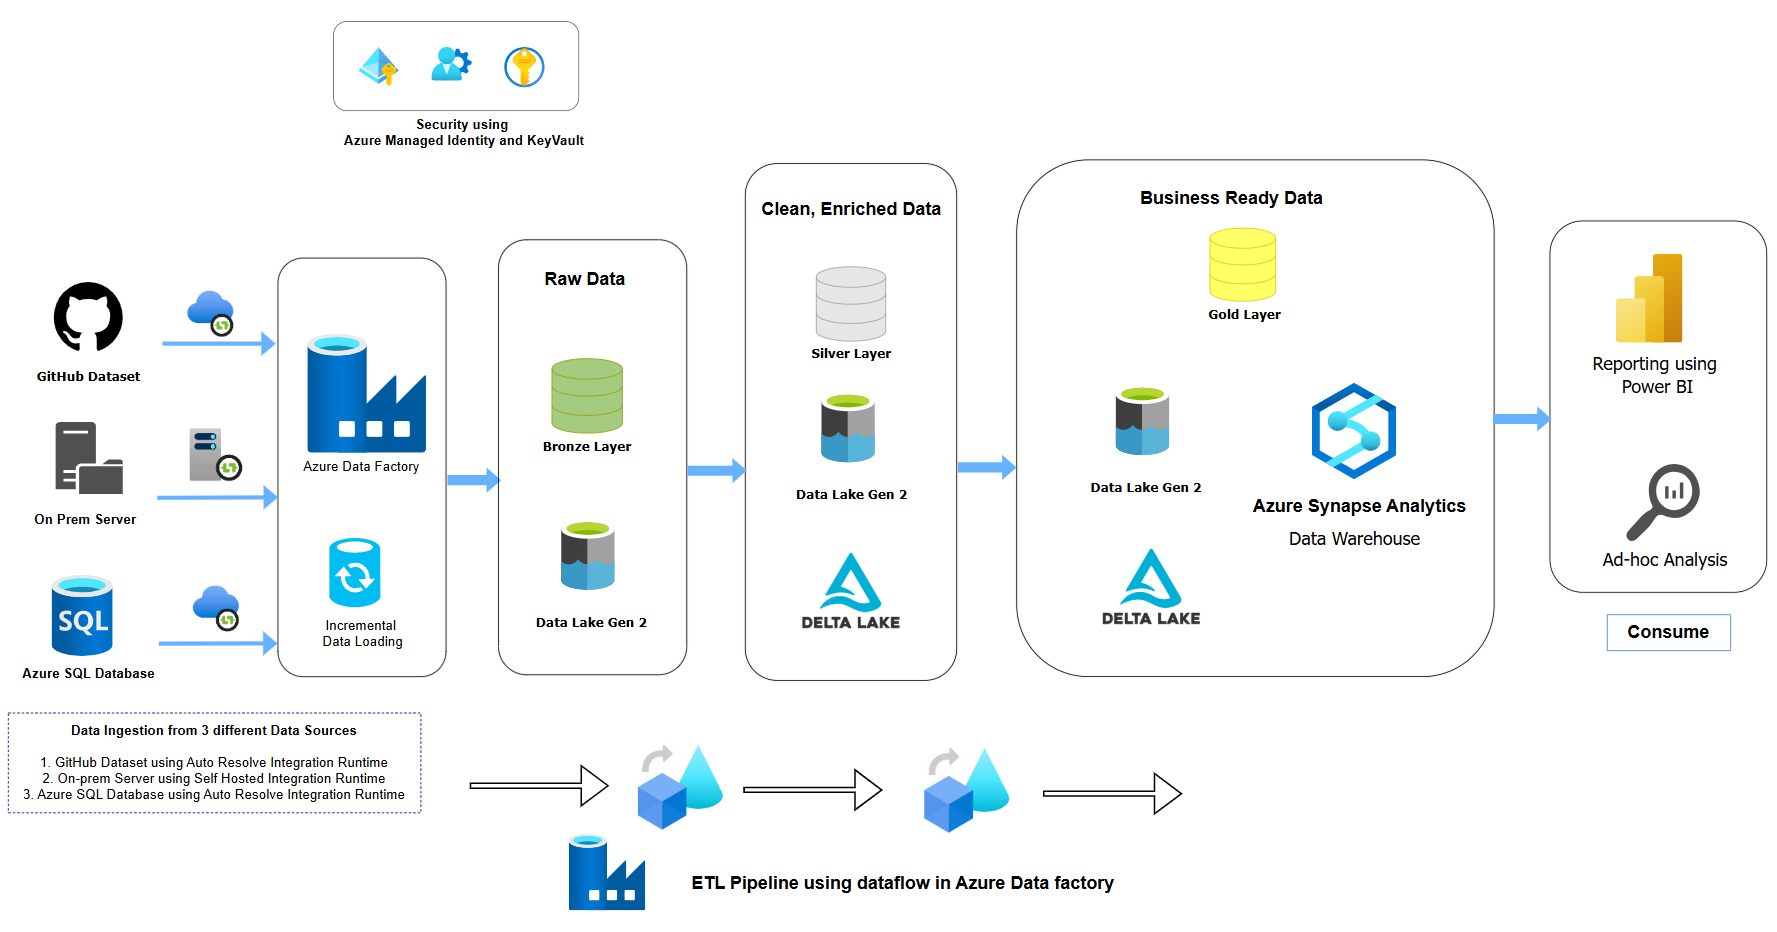 Security using
Azure Managed Identity and KeyVault
GitHub Dataset
On Prem Server
SQL
Azure SQL Database
Azure Data Factory
Incremental
Data Loading
Raw Data
Bronze Layer
Data Lake Gen 2
Clean, Enriched Data
Silver Layer
Data Lake Gen 2
DELTA LAKE
Business Ready Data
Gold Layer
Data Lake Gen 2
DELTA LAKE
Azure Synapse Analytics
Data Warehouse
Reporting using
Power BI
Ad-hoc Analysis
Consume
Data Ingestion from 3 different Data Sources
1. GitHub Dataset using Auto Resolve Integration Runtime
2. On-prem Server using Self Hosted Integration Runtime
3. Azure SQL Database using Auto Resolve Integration Runtime
ETL Pipeline using dataflow in Azure Data factory